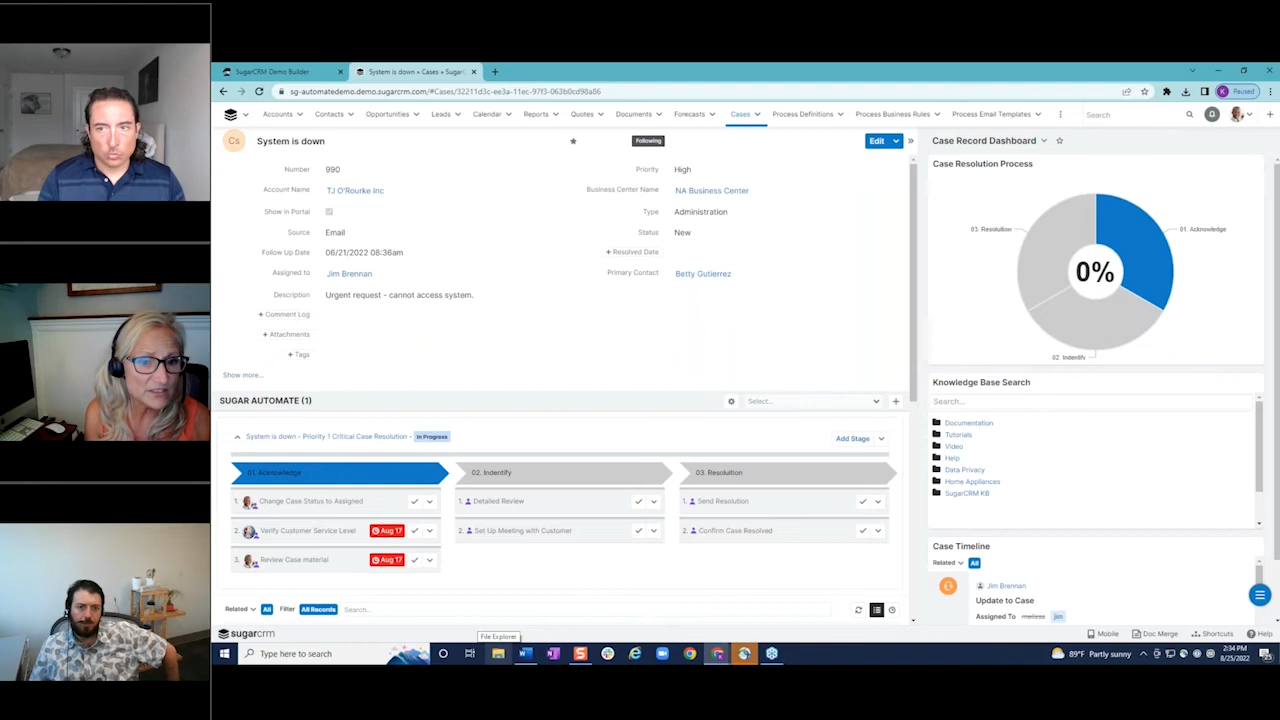 SugarCRM Demo Builder
System is down » Cases » Sugar
sg-automatedemo.demo.sugarcrm.com/#Cases/32211d3c-ee3a-11ec-97f3-063b0cd98a86
K Paused
Accounts Contacts Opportunities Leads Calendar Reports Quotes Documents Forecasts Cases Process Definitions Process Business Rules Process Email Templates Search
Cs System is down Following Edit
Number 990
Priority High
Account Name TJ O'Rourke Inc
Business Center Name NA Business Center
Show in Portal
Type Administration
Source Email
Status New
Follow Up Date 06/21/2022 08:36am
+ Resolved Date
Assigned to Jim Brennan
Primary Contact Betty Gutierrez
Description Urgent request - cannot access system.
+ Comment Log
+ Attachments
+ Tags
Show more...
SUGAR AUTOMATE (1) Select...
System is down - Priority 1 Critical Case Resolution - In Progress
Add Stage
01. Acknowledge 02. Indentify 03. Resoluition
1. Change Case Status to Assigned
2. Verify Customer Service Level Aug 17
3. Review Case material Aug 17
1. Detailed Review
2. Set Up Meeting with Customer
1. Send Resolution
2. Confirm Case Resolved
Related All Filter All Records Search...
Case Record Dashboard
Case Resolution Process
03. Resoluition
01. Acknowledge
0%
02. Indentify
Knowledge Base Search
Search...
Documentation
Tutorials
Video
Help
Data Privacy
Home Appliances
SugarCRM KB
Case Timeline
Related All
Jim Brennan
Update to Case
Assigned To melissa jim
sugarcrm
File Explorer
Mobile Doc Merge Shortcuts Help
Type here to search
89°F Partly sunny
2:34 PM
8/25/2022
25